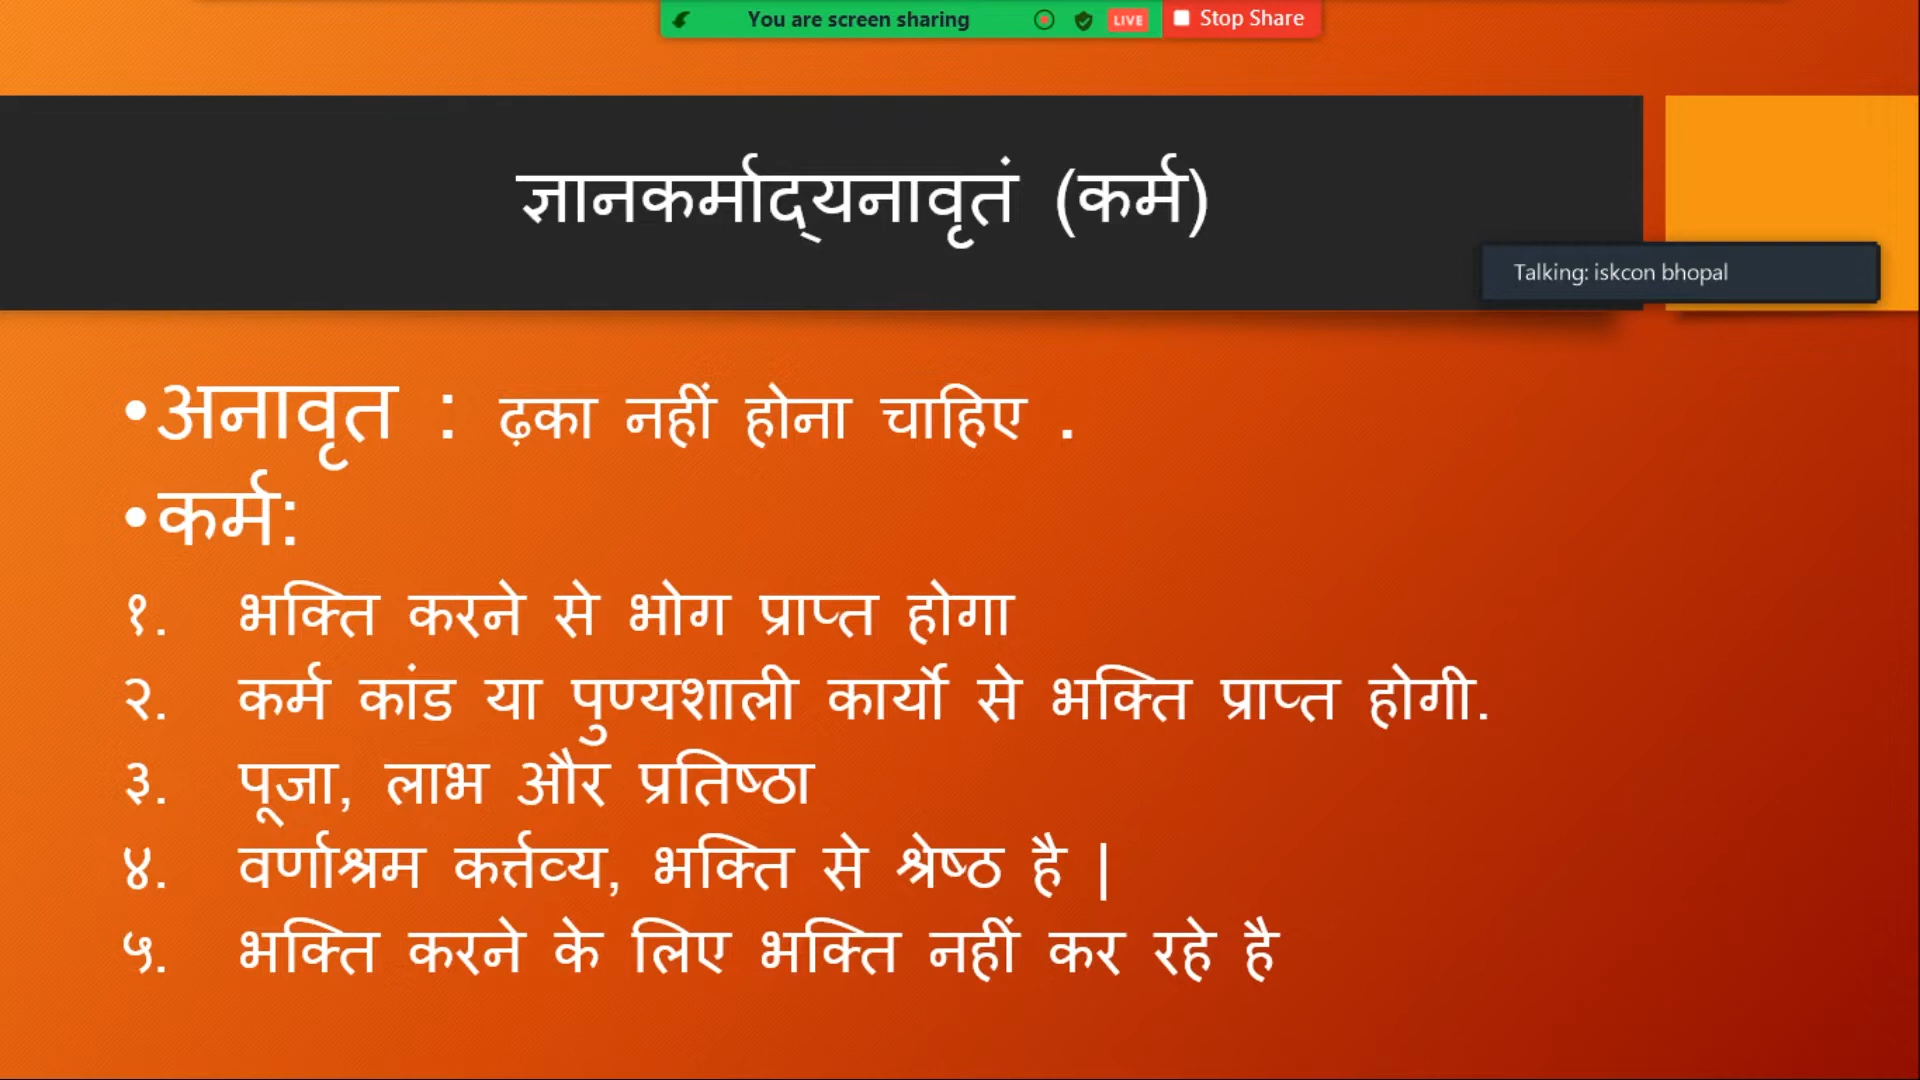 You are screen sharing LIVE Stop Share
ज्ञानकर्माद्‌यनावृतं (कर्म)
Talking: iskcon bhopal
•अनावृत : ढ़का नहीं होना चाहिए .
•कर्म:
१. भक्ति करने से भोग प्राप्त होगा
२. कर्म कांड या पुण्यशाली कार्यो से भक्ति प्राप्त होगी.
३. पूजा, लाभ और प्रतिष्ठा
४. वर्णाश्रम कर्त्तव्य, भक्ति से श्रेष्ठ है |
५. भक्ति करने के लिए भक्ति नहीं कर रहे है